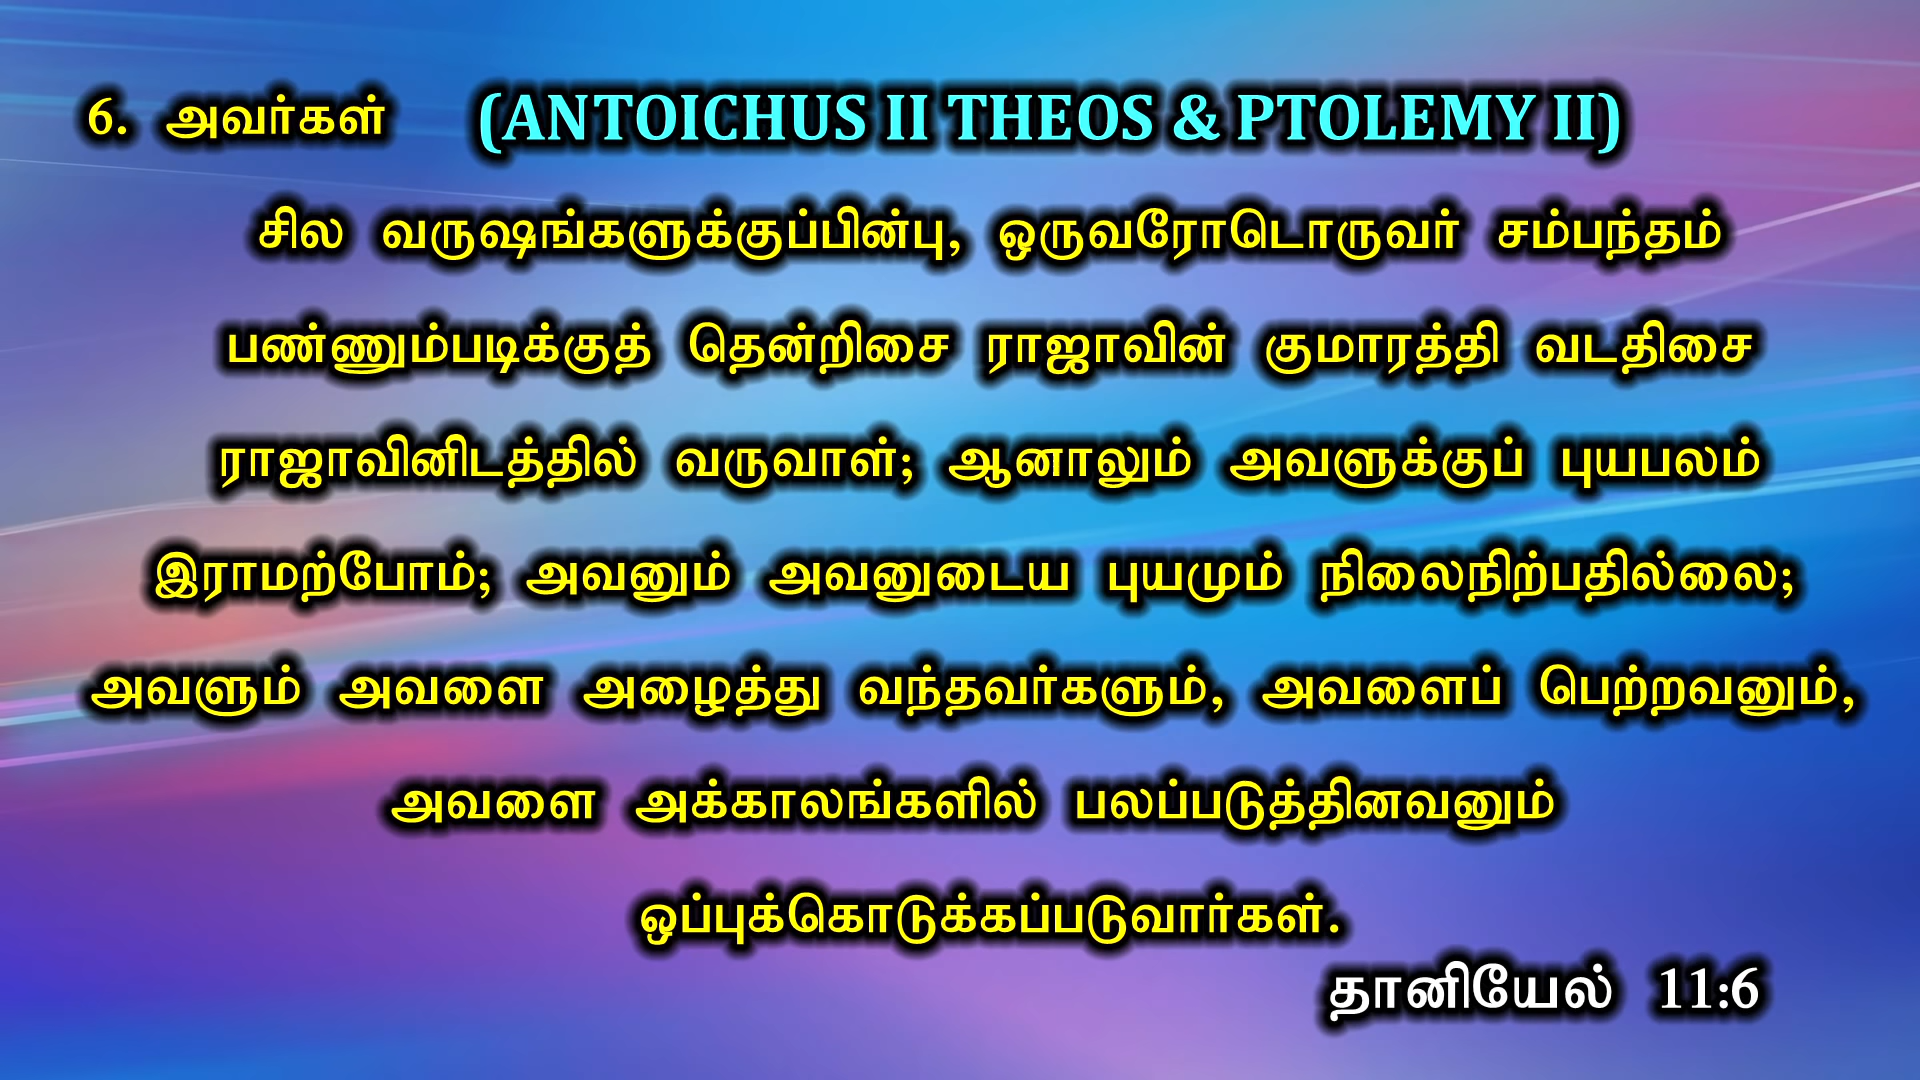 6. அவர்கள் (ANTOICHUS II THEOS & PTOLEMY II)
சில வருஷங்களுக்குப்பின்பு, ஒருவரோடொருவர் சம்பந்தம்
பண்ணும்படிக்குத் தென்றிசை ராஜாவின் குமாரத்தி வடதிசை
ராஜாவினிடத்தில் வருவாள்; ஆனாலும் அவளுக்குப் புயபலம்
இராமற்போம்; அவனும் அவனுடைய புயமும் நிலைநிற்பதில்லை;
அவளும் அவளை அழைத்து வந்தவர்களும், அவளைப் பெற்றவனும்,
அவளை அக்காலங்களில் பலப்படுத்தினவனும்
ஒப்புக்கொடுக்கப்படுவார்கள்.
தானியேல் 11:6